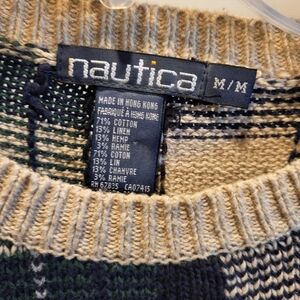 nautica
M/M
MADE IN HONG KONG
FABRIQUÉ À HONG KONG
71% COTTON
13% LINEN
13% HEMP
3% RAMIE
71% COTON
13% LIN
13% CHANVRE
3% RAMIE
RN 67835 CA07415